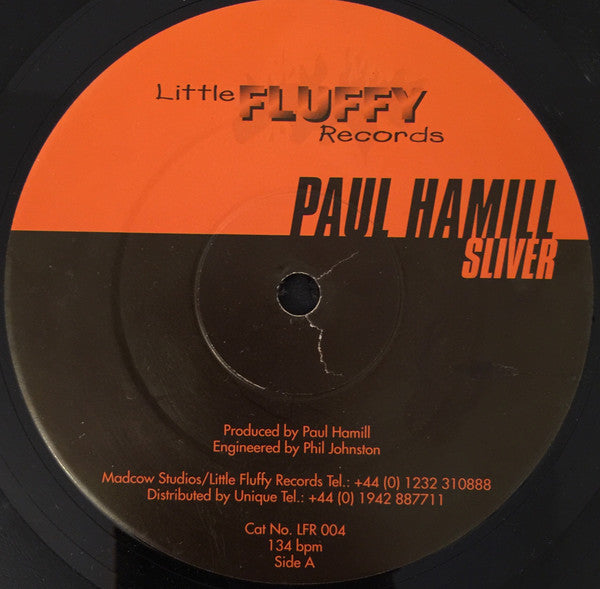 Little FLUFFY
Records
PAUL HAMILL
SLIVER
Produced by Paul Hamill
Engineered by Phil Johnston
Madcow Studios/Little Fluffy Records Tel.: +44 (0) 1232 310888
Distributed by Unique Tel.: +44 (0) 1942 887711
Cat No. LFR 004
134 bpm
Side A